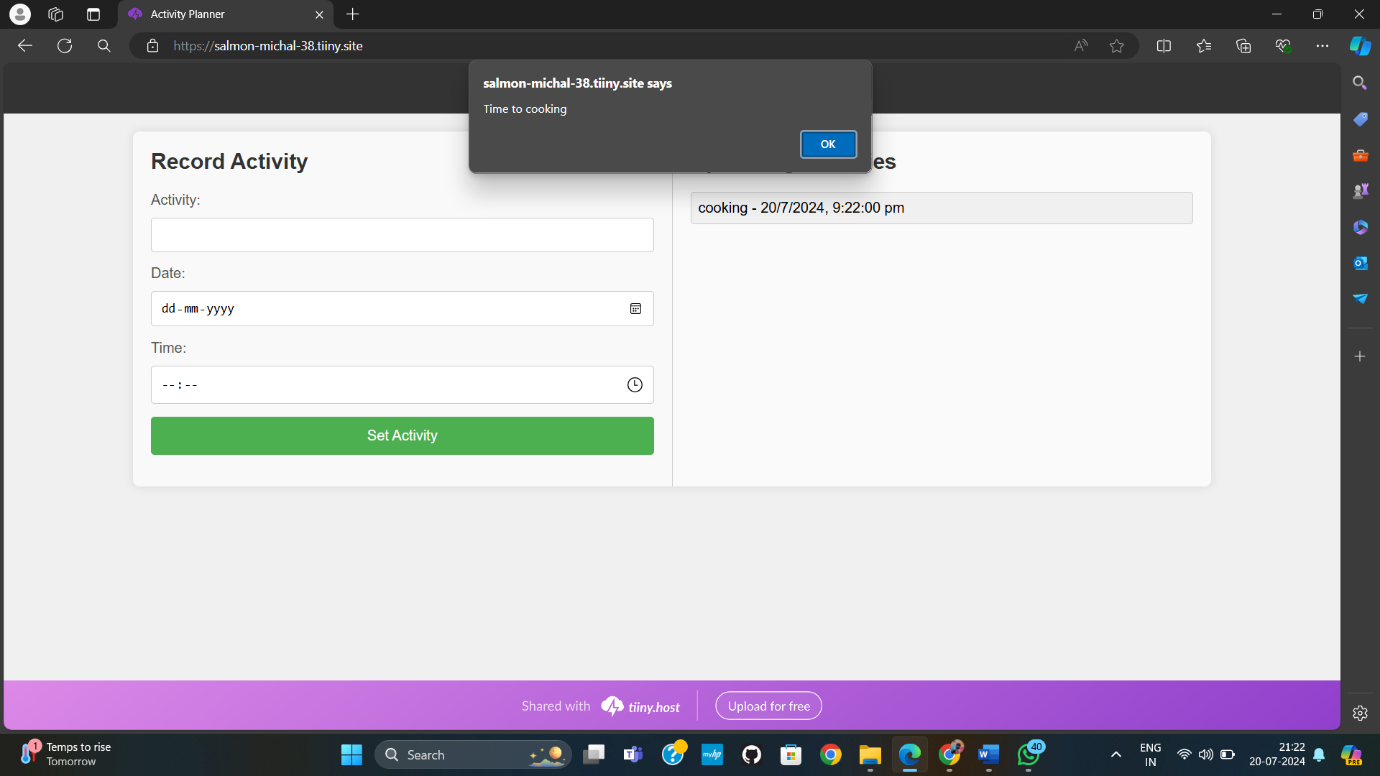 Activity Planner
https://salmon-michal-38.tiiny.site
salmon-michal-38.tiiny.site says
Time to cooking
OK
Record Activity
es
Activity:
cooking - 20/7/2024, 9:22:00 pm
Date:
dd-mm-yyyy
Time:
--:--
Set Activity
Shared with tiiny.host
Upload for free
1
Temps to rise
Tomorrow
Search
myhp
40
ENG
IN
21:22
20-07-2024
PRE